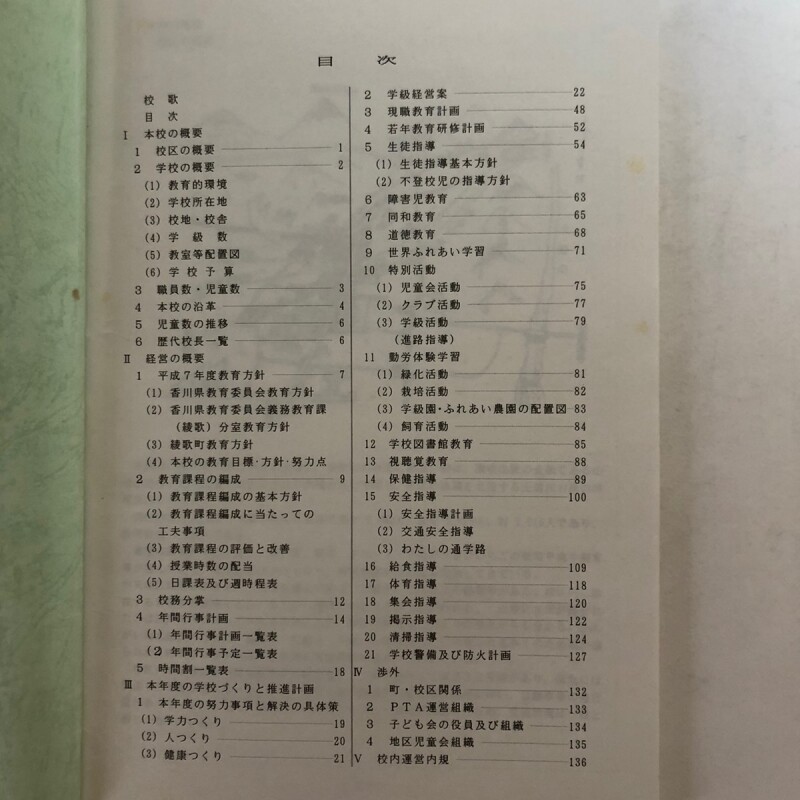 目　次
校　歌
目　次
Ⅰ　本校の概要
1　校区の概要 1
2　学校の概要 2
(1) 教育的環境
(2) 学校所在地
(3) 校地・校舎
(4) 学　級　数
(5) 教室等配置図
(6) 学　校　予　算
3　職員数・児童数 3
4　本校の沿革 4
5　児童数の推移 6
6　歴代校長一覧 6
Ⅱ　経営の概要
1　平成７年度教育方針 7
(1) 香川県教育委員会教育方針
(2) 香川県教育委員会義務教育課
（綾歌）分室教育方針
(3) 綾歌町教育方針
(4) 本校の教育目標・方針・努力点
2　教育課程の編成 9
(1) 教育課程編成の基本方針
(2) 教育課程編成に当たっての
工夫事項
(3) 教育課程の評価と改善
(4) 授業時数の配当
(5) 日課表及び週時程表
3　校務分掌 12
4　年間行事計画 14
(1) 年間行事計画一覧表
(2) 年間行事予定一覧表
5　時間割一覧表 18
Ⅲ　本年度の学校づくりと推進計画
1　本年度の努力事項と解決の具体策
(1) 学力つくり 19
(2) 人つくり 20
(3) 健康つくり 21
2　学級経営案 22
3　現職教育計画 48
4　若年教育研修計画 52
5　生徒指導 54
(1) 生徒指導基本方針
(2) 不登校児の指導方針
6　障害児教育 63
7　同和教育 65
8　道徳教育 68
9　世界ふれあい学習 71
10　特別活動
(1) 児童会活動 75
(2) クラブ活動 77
(3) 学級活動 79
（進路指導）
11　勤労体験学習
(1) 緑化活動 81
(2) 栽培活動 82
(3) 学級園・ふれあい農園の配置図 83
(4) 飼育活動 84
12　学校図書館教育 85
13　視聴覚教育 88
14　保健指導 89
15　安全指導 100
(1) 安全指導計画
(2) 交通安全指導
(3) わたしの通学路
16　給食指導 109
17　体育指導 118
18　集会指導 120
19　掲示指導 122
20　清掃指導 124
21　学校警備及び防火計画 127
Ⅳ　渉外
1　町・校区関係 132
2　ＰＴＡ運営組織 133
3　子ども会の役員及び組織 134
4　地区児童会組織 135
Ⅴ　校内運営内規 136